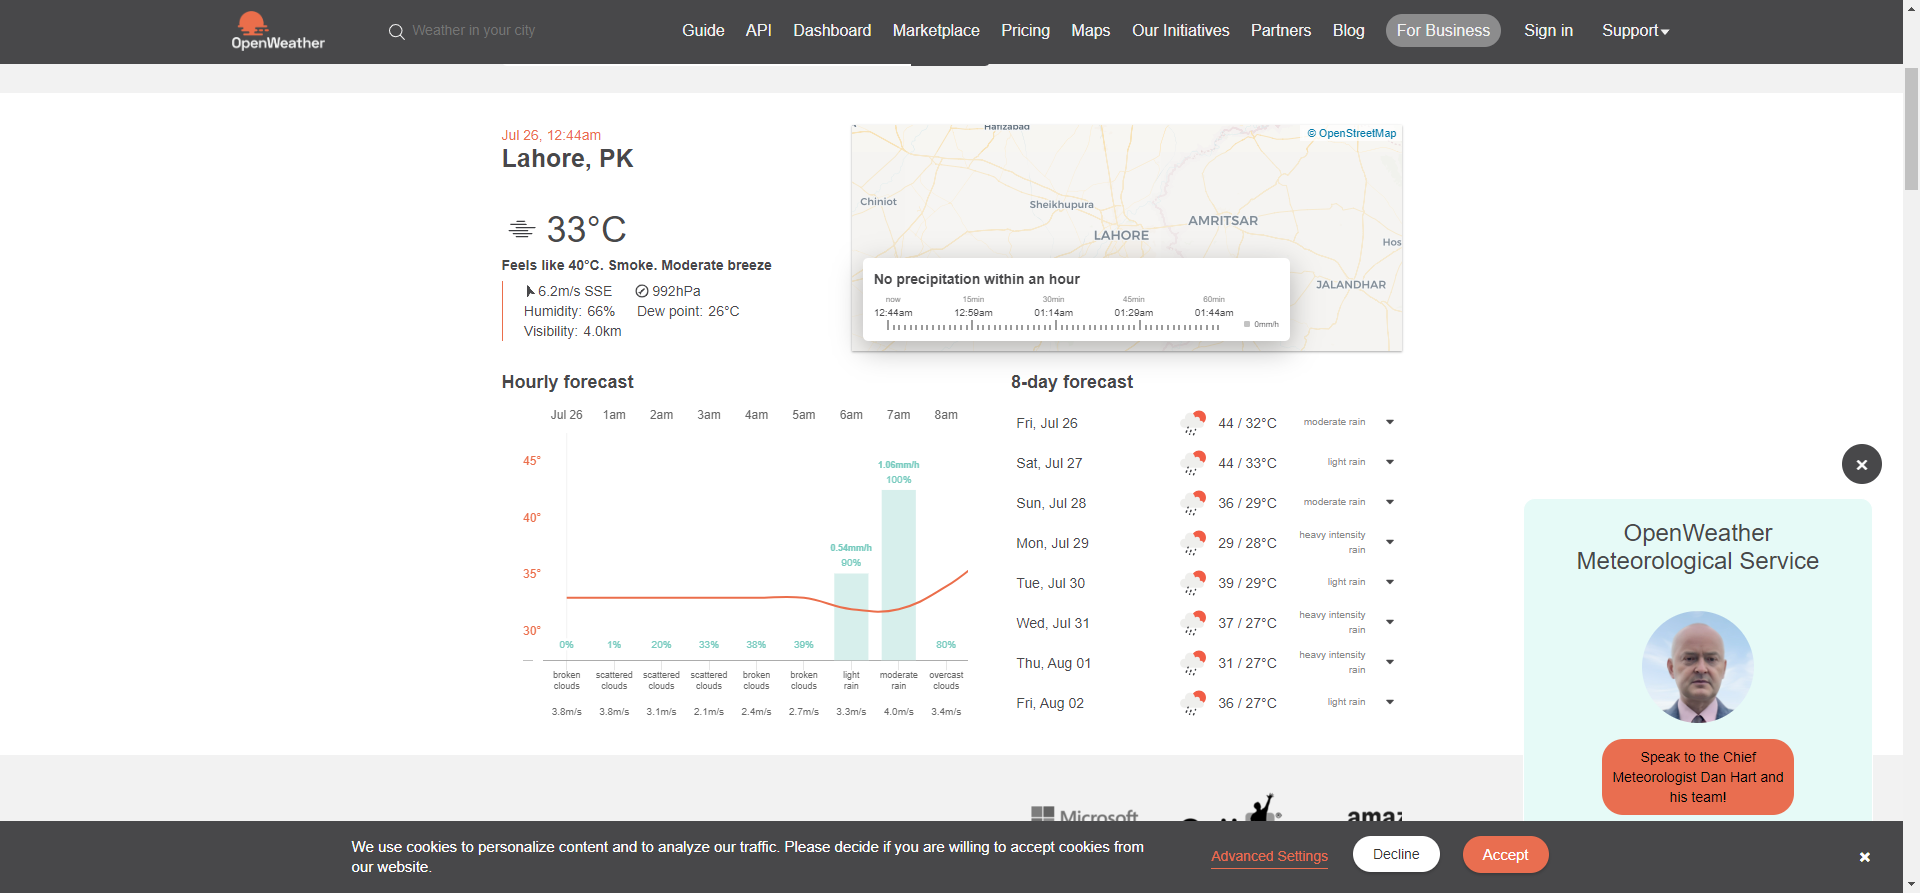 OpenWeather
Weather in your city
Guide API Dashboard Marketplace Pricing Maps Our Initiatives Partners Blog For Business Sign in Support
Jul 26, 12:44am
Lahore, PK
33°C
Feels like 40°C. Smoke. Moderate breeze
6.2m/s SSE 992hPa
Humidity: 66% Dew point: 26°C
Visibility: 4.0km
Hafizabad
© OpenStreetMap
Chiniot
Sheikhupura
AMRITSAR
LAHORE
Hos
JALANDHAR
No precipitation within an hour
now 15min 30min 45min 60min
12:44am 12:59am 01:14am 01:29am 01:44am
0mm/h
Hourly forecast
Jul 26 1am 2am 3am 4am 5am 6am 7am 8am
45°
40°
35°
30°
1.06mm/h
100%
0.54mm/h
90%
0% 1% 20% 33% 38% 39% 80%
broken scattered scattered scattered broken broken light moderate overcast
clouds clouds clouds clouds clouds clouds rain rain clouds
3.8m/s 3.8m/s 3.1m/s 2.1m/s 2.4m/s 2.7m/s 3.3m/s 4.0m/s 3.4m/s
8-day forecast
Fri, Jul 26 44 / 32°C moderate rain
Sat, Jul 27 44 / 33°C light rain
Sun, Jul 28 36 / 29°C moderate rain
Mon, Jul 29 29 / 28°C heavy intensity
rain
Tue, Jul 30 39 / 29°C light rain
Wed, Jul 31 37 / 27°C heavy intensity
rain
Thu, Aug 01 31 / 27°C heavy intensity
rain
Fri, Aug 02 36 / 27°C light rain
OpenWeather
Meteorological Service
Speak to the Chief
Meteorologist Dan Hart and
his team!
Microsoft
amaz
We use cookies to personalize content and to analyze our traffic. Please decide if you are willing to accept cookies from
our website.
Advanced Settings
Decline
Accept